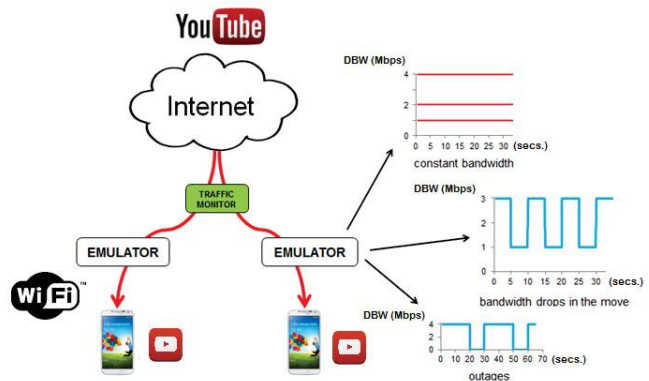 YouTube
Internet
TRAFFIC
MONITOR
EMULATOR
EMULATOR
WiFi™
DBW (Mbps)
4
2
0
0 5 10 15 20 25 30 (secs.)
constant bandwidth
DBW (Mbps)
3
2
1
0
0 5 10 15 20 25 30 (secs.)
bandwidth drops in the move
DBW (Mbps)
4
2
0
0 10 20 30 40 50 60 70 (secs.)
outages